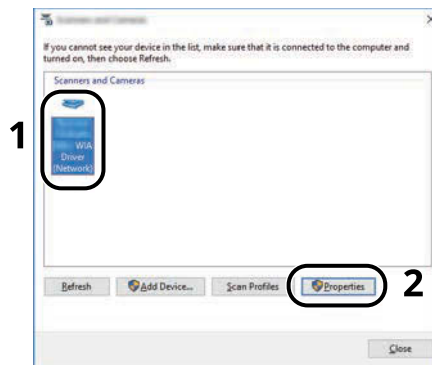 If you cannot see your device in the list, make sure that it is connected to the computer and
turned on, then choose Refresh.
Scanners and Cameras
1
WIA
Driver
(Network)
Refresh
Add Device...
Scan Profiles
Properties
2
Close